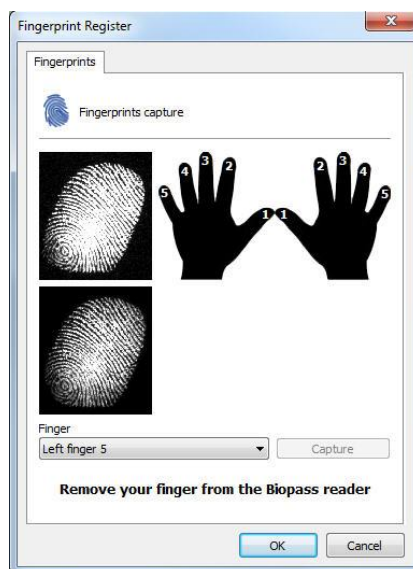 Fingerprint Register
x
Fingerprints
Fingerprints capture
3 3
4 2 2 4
5 5
1 1
Finger
Left finger 5
Capture
Remove your finger from the Biopass reader
OK Cancel